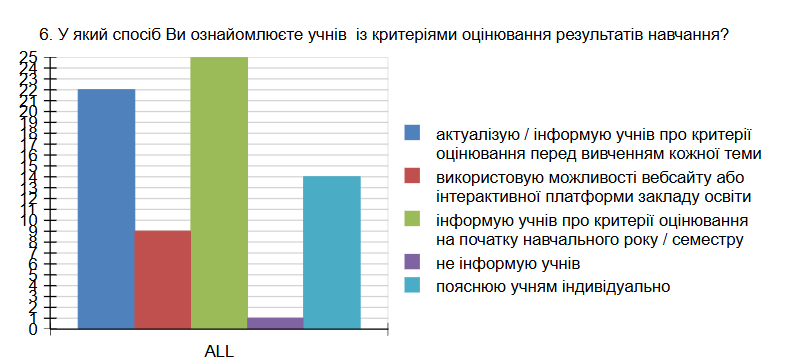 6. У який спосіб Ви ознайомлюєте учнів  із критеріями оцінювання результатів навчання?
25
24
23
22
21
20
19
18
17
16
15
14
13
12
11
10
9
8
7
6
5
4
3
2
1
0
ALL
актуалізую / інформую учнів про критерії
оцінювання перед вивченням кожної теми
використовую можливості вебсайту або
інтерактивної платформи закладу освіти
інформую учнів про критерії оцінювання
на початку навчального року / семестру
не інформую учнів
пояснюю учням індивідуально